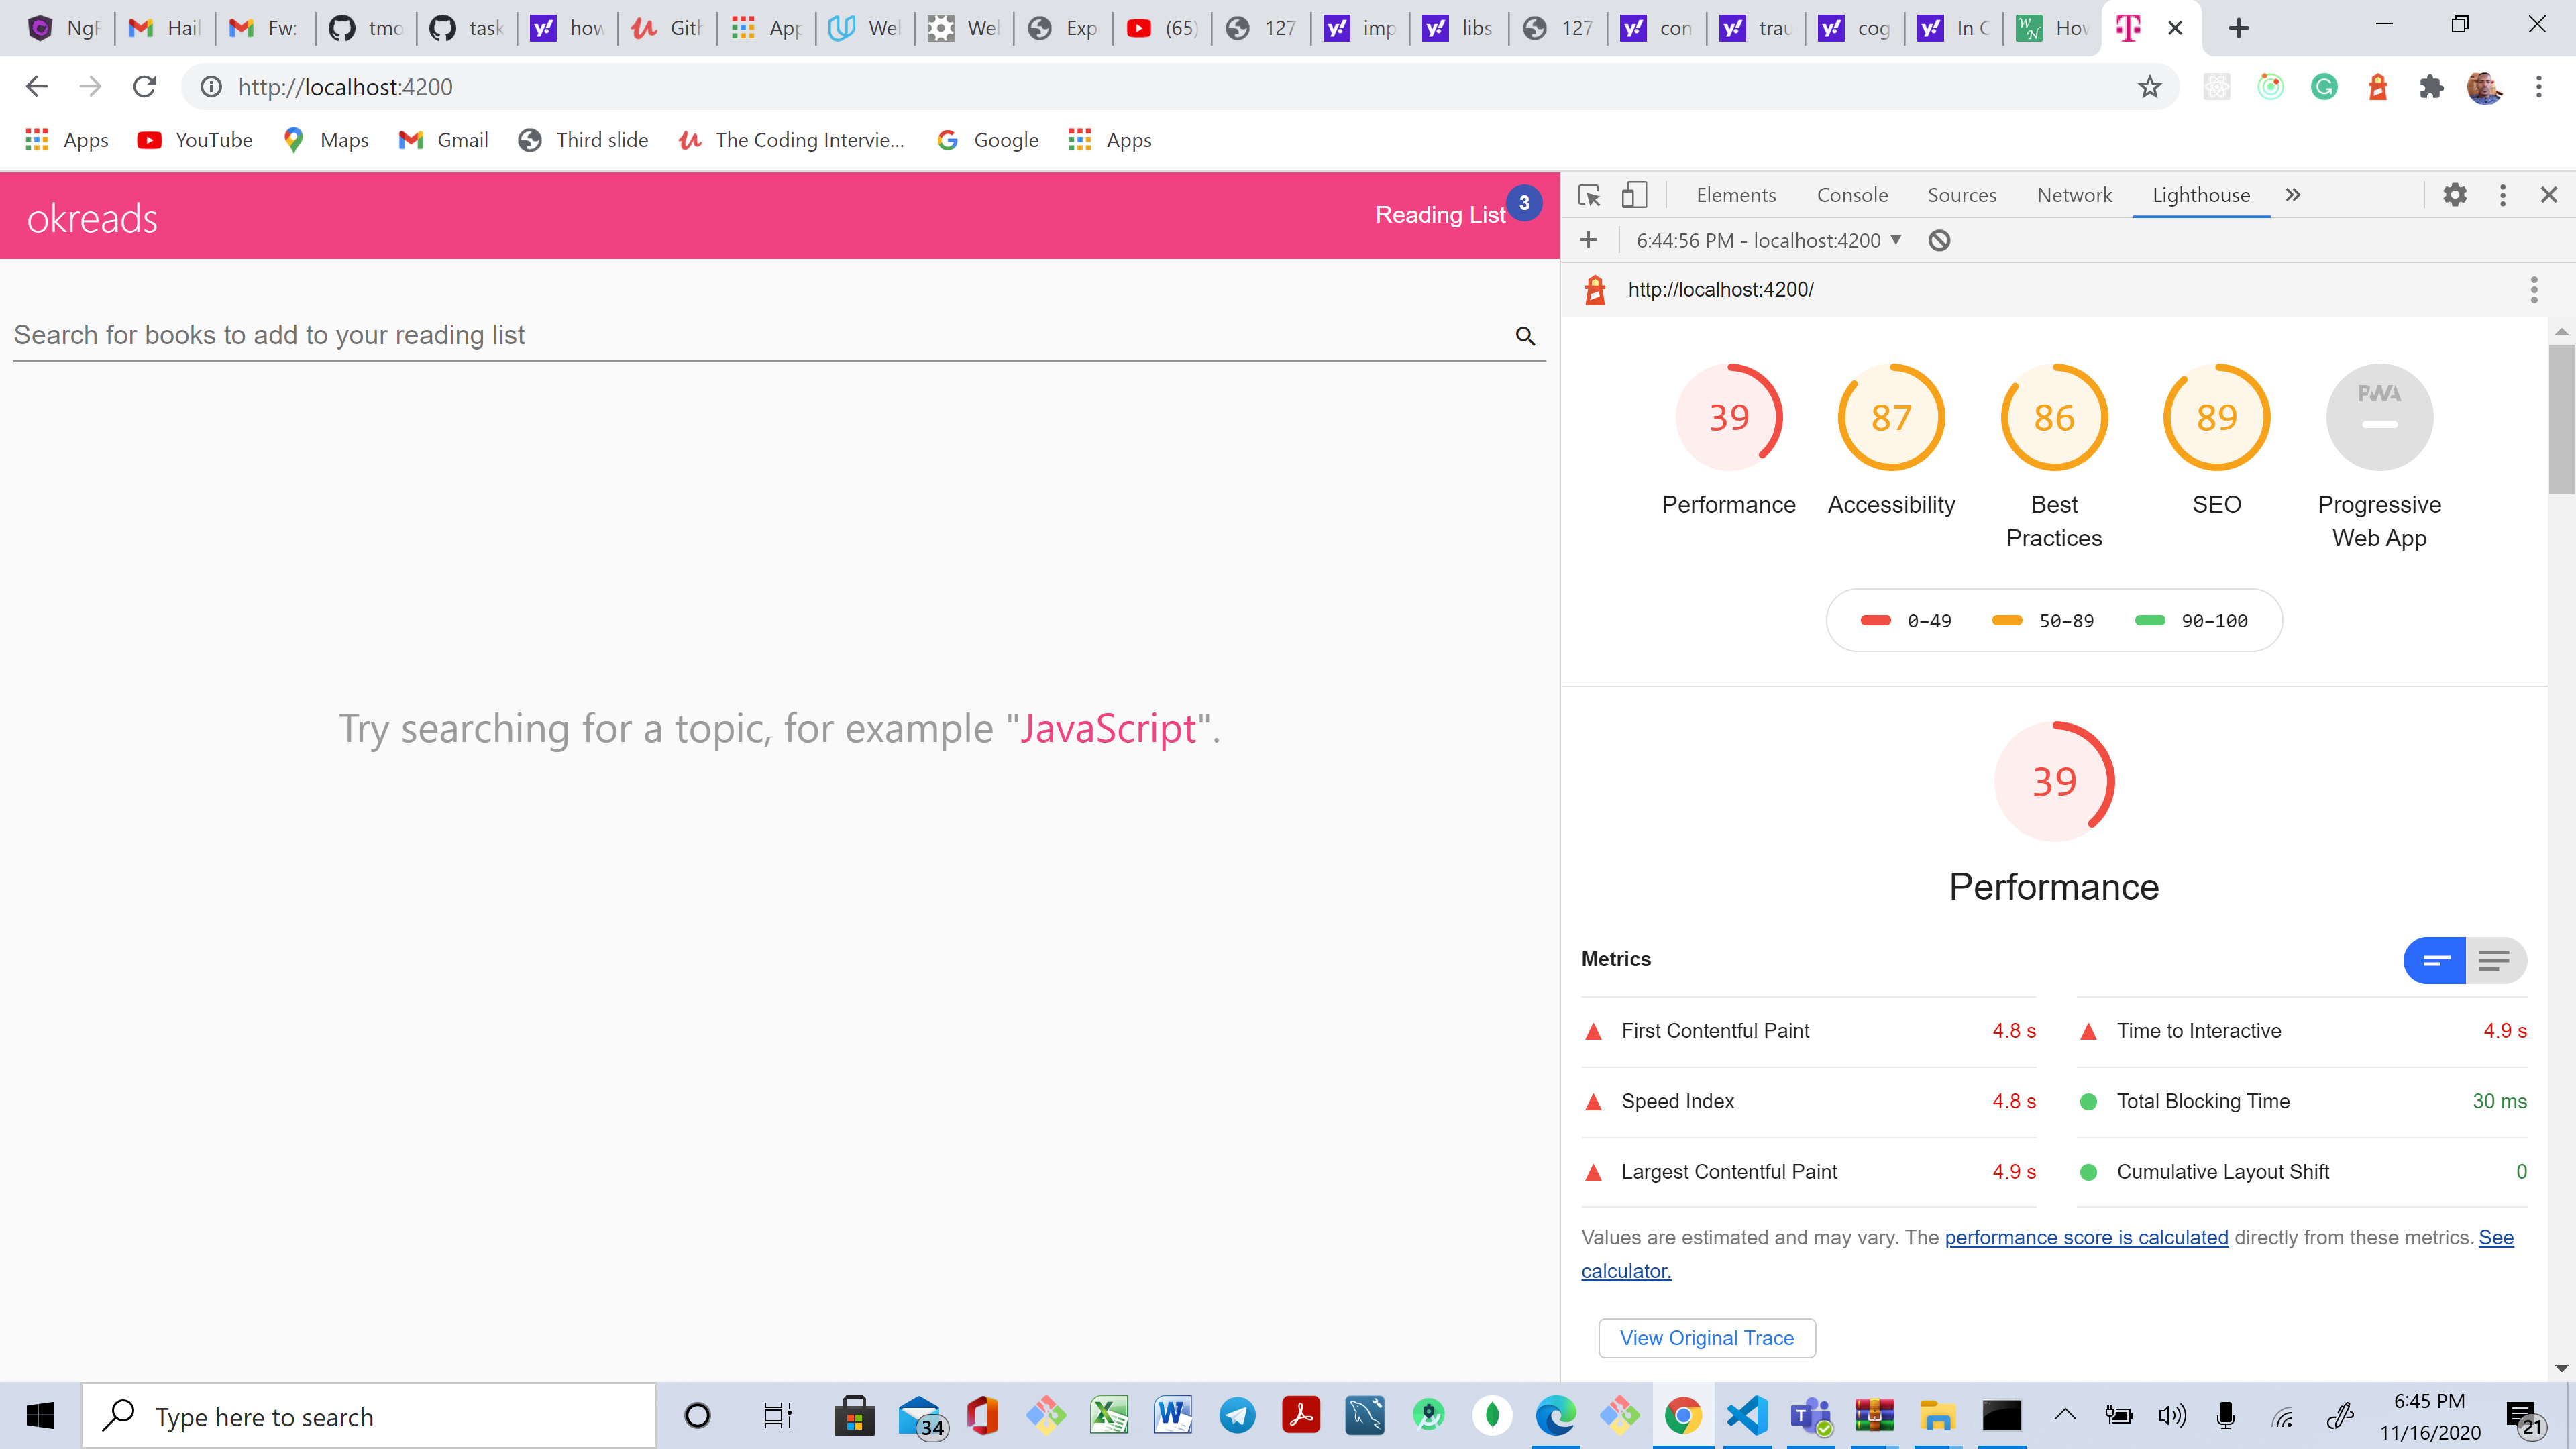 NgR Hail Fw: tmo task how Gith App Wel Wel Exp (65) 127 imp libs 127 con trau cog In C How
http://localhost:4200
Apps YouTube Maps Gmail Third slide The Coding Intervie... Google Apps
okreads
Reading List 3
Search for books to add to your reading list
Try searching for a topic, for example "JavaScript".
Elements Console Sources Network Lighthouse
6:44:56 PM - localhost:4200
http://localhost:4200/
39 87 86 89 PWA
Performance Accessibility Best Practices SEO Progressive Web App
0–49 50–89 90–100
39
Performance
Metrics
First Contentful Paint 4.8 s
Time to Interactive 4.9 s
Speed Index 4.8 s
Total Blocking Time 30 ms
Largest Contentful Paint 4.9 s
Cumulative Layout Shift 0
Values are estimated and may vary. The performance score is calculated directly from these metrics. See
calculator.
View Original Trace
Type here to search
34
6:45 PM
11/16/2020
21